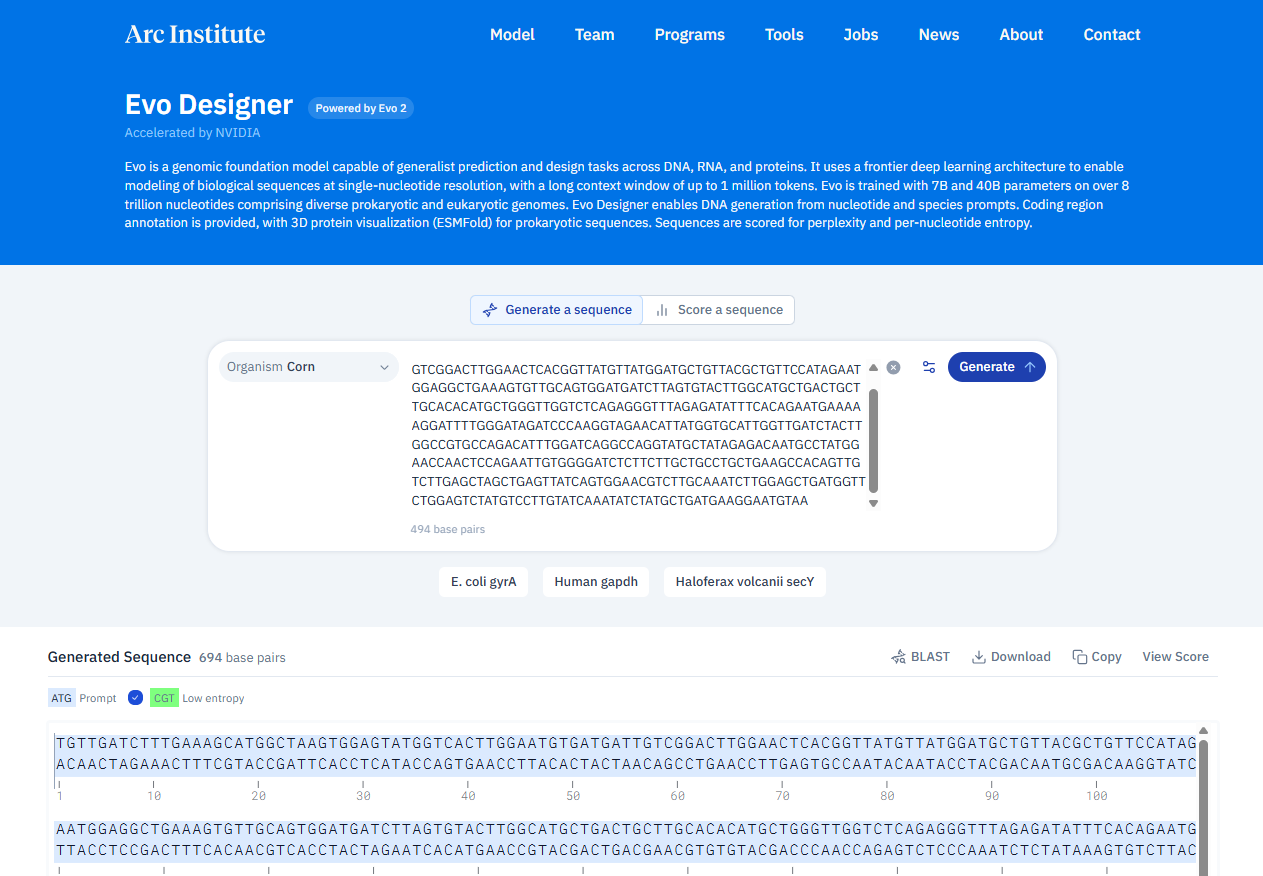 Arc Institute
Model Team Programs Tools Jobs News About Contact
Evo Designer Powered by Evo 2
Accelerated by NVIDIA
Evo is a genomic foundation model capable of generalist prediction and design tasks across DNA, RNA, and proteins. It uses a frontier deep learning architecture to enable
modeling of biological sequences at single-nucleotide resolution, with a long context window of up to 1 million tokens. Evo is trained with 7B and 40B parameters on over 8
trillion nucleotides comprising diverse prokaryotic and eukaryotic genomes. Evo Designer enables DNA generation from nucleotide and species prompts. Coding region
annotation is provided, with 3D protein visualization (ESMFold) for prokaryotic sequences. Sequences are scored for perplexity and per-nucleotide entropy.
Generate a sequence Score a sequence
Organism Corn
Generate
GTCGGACTTGGAACTCACGGTTATGTTATGGATGCTGTTACGCTGTTCCATAGAAT
GGAGGCTGAAAGTGTTGCAGTGGATGATCTTAGTGTACTTGGCATGCTGACTGCT
TGCACACATGCTGGGTTGGTCTCAGAGGGTTTAGAGATATTTCACAGAATGAAAA
AGGATTTTGGGATAGATCCCAAGGTAGAACATTATGGTGCATTGGTTGATCTACTT
GGCCGTGCCAGACATTTGGATCAGGCCAGGTATGCTATAGAGACAATGCCTATGG
AACCAACTCCAGAATTGTGGGGATCTCTTCTTGCTGCCTGCTGAAGCCACAGTTG
TCTTGAGCTAGCTGAGTTATCAGTGGAACGTCTTGCAAATCTTGGAGCTGATGGTT
CTGGAGTCTATGTCCTTGTATCAAATATCTATGCTGATGAAGGAATGTAA
494 base pairs
E. coli gyrA Human gapdh Haloferax volcanii secY
Generated Sequence 694 base pairs BLAST Download Copy View Score
ATG Prompt CGT Low entropy
TGTTGATCTTTGAAAGCATGGCTAAGTGGAGTATGGTCACTTGGAATGTGATGATTGTCGGACTTGGAACTCACGGTTATGTTATGGATGCTGTTACGCTGTTCCATAG
ACAACTAGAAACTTTCGTACCGATTCACCTCATACCAGTGAACCTTACACTACTAACAGCCTGAACCTTGAGTGCCAATACAATACCTACGACAATGCGACAAGGTATC
1 10 20 30 40 50 60 70 80 90 100
AATGGAGGCTGAAAGTGTTGCAGTGGATGATCTTAGTGTACTTGGCATGCTGACTGCTTGCACACATGCTGGGTTGGTCTCAGAGGGTTTAGAGATATTTCACAGAATG
TTACCTCCGACTTTCACAACGTCACCTACTAGAATCACATGAACCGTACGACTGACGAACGTGTGTACGACCCAACCAGAGTCTCCCAAATCTCTATAAAGTGTCTTAC